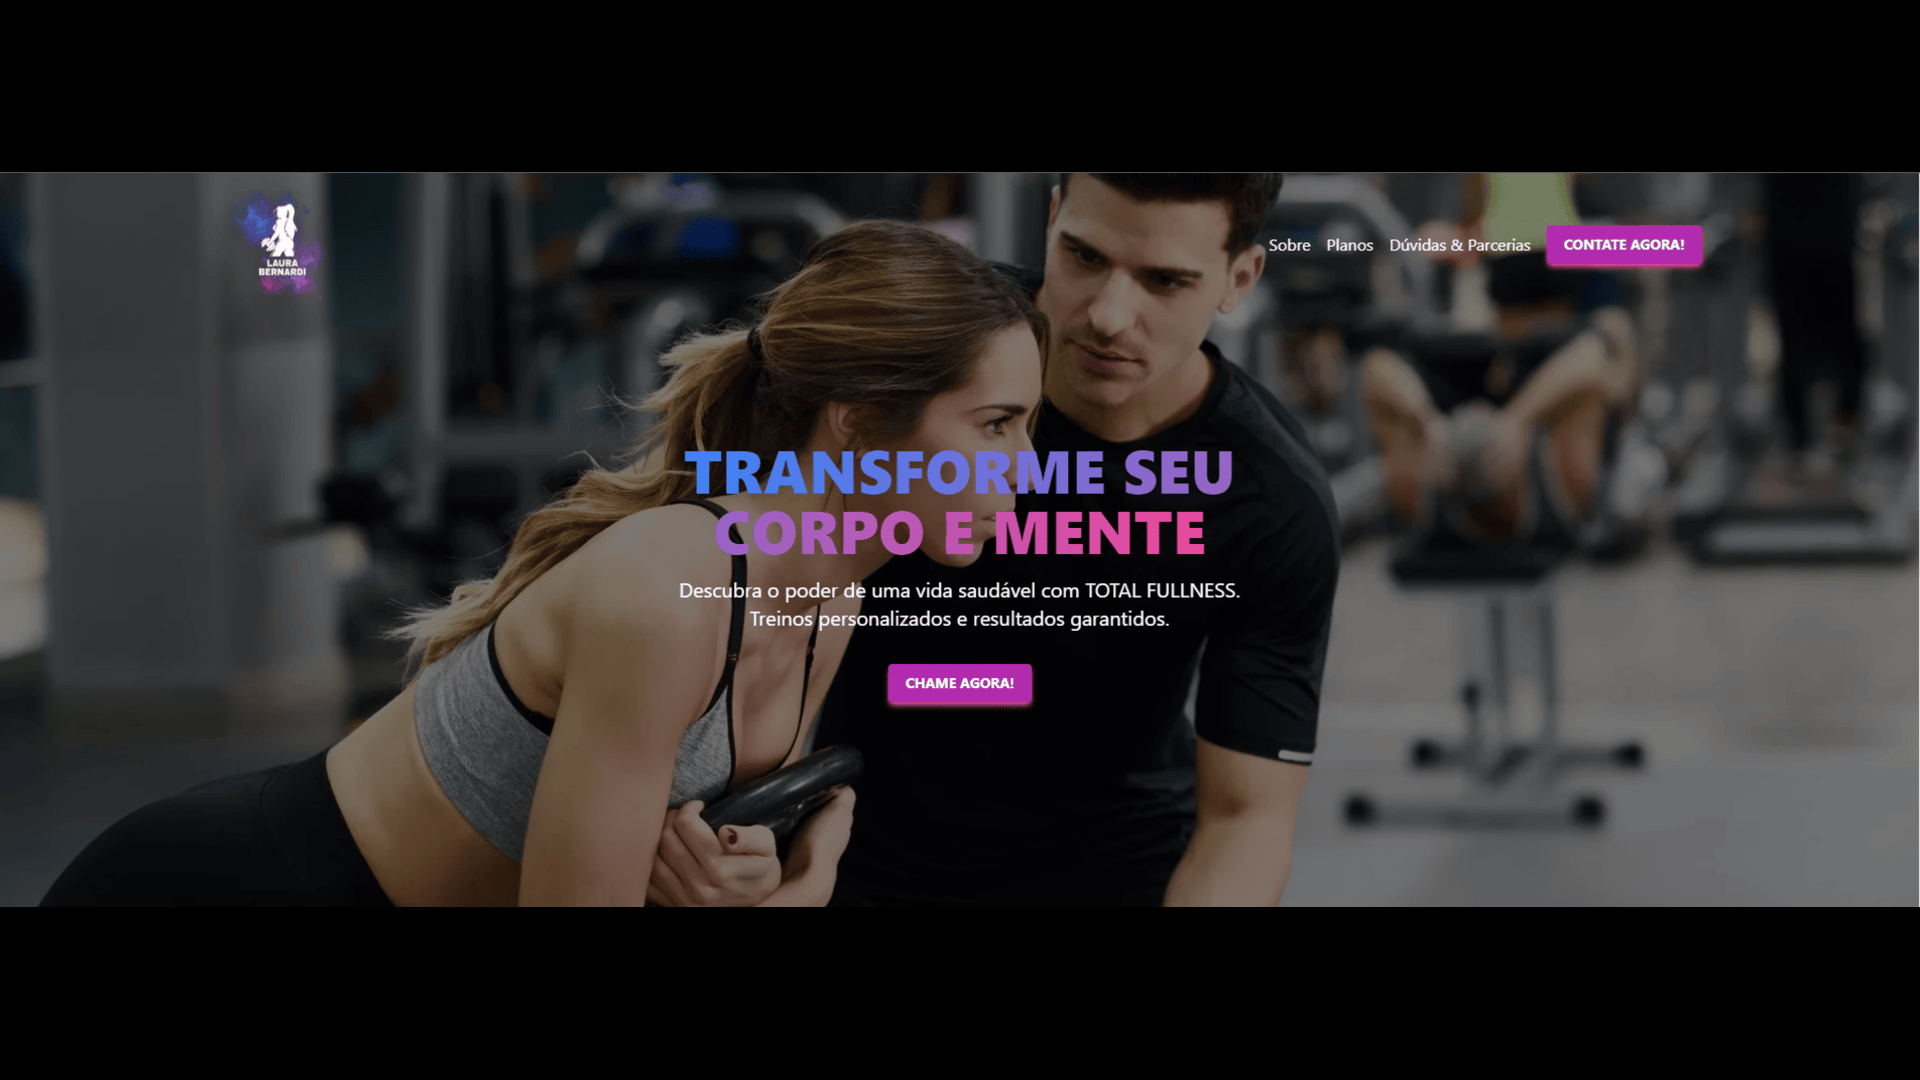 LAURA
BERNARDI
Sobre Planos Dúvidas & Parcerias CONTATE AGORA!
TRANSFORME SEU
CORPO E MENTE
Descubra o poder de uma vida saudável com TOTAL FULLNESS.
Treinos personalizados e resultados garantidos.
CHAME AGORA!